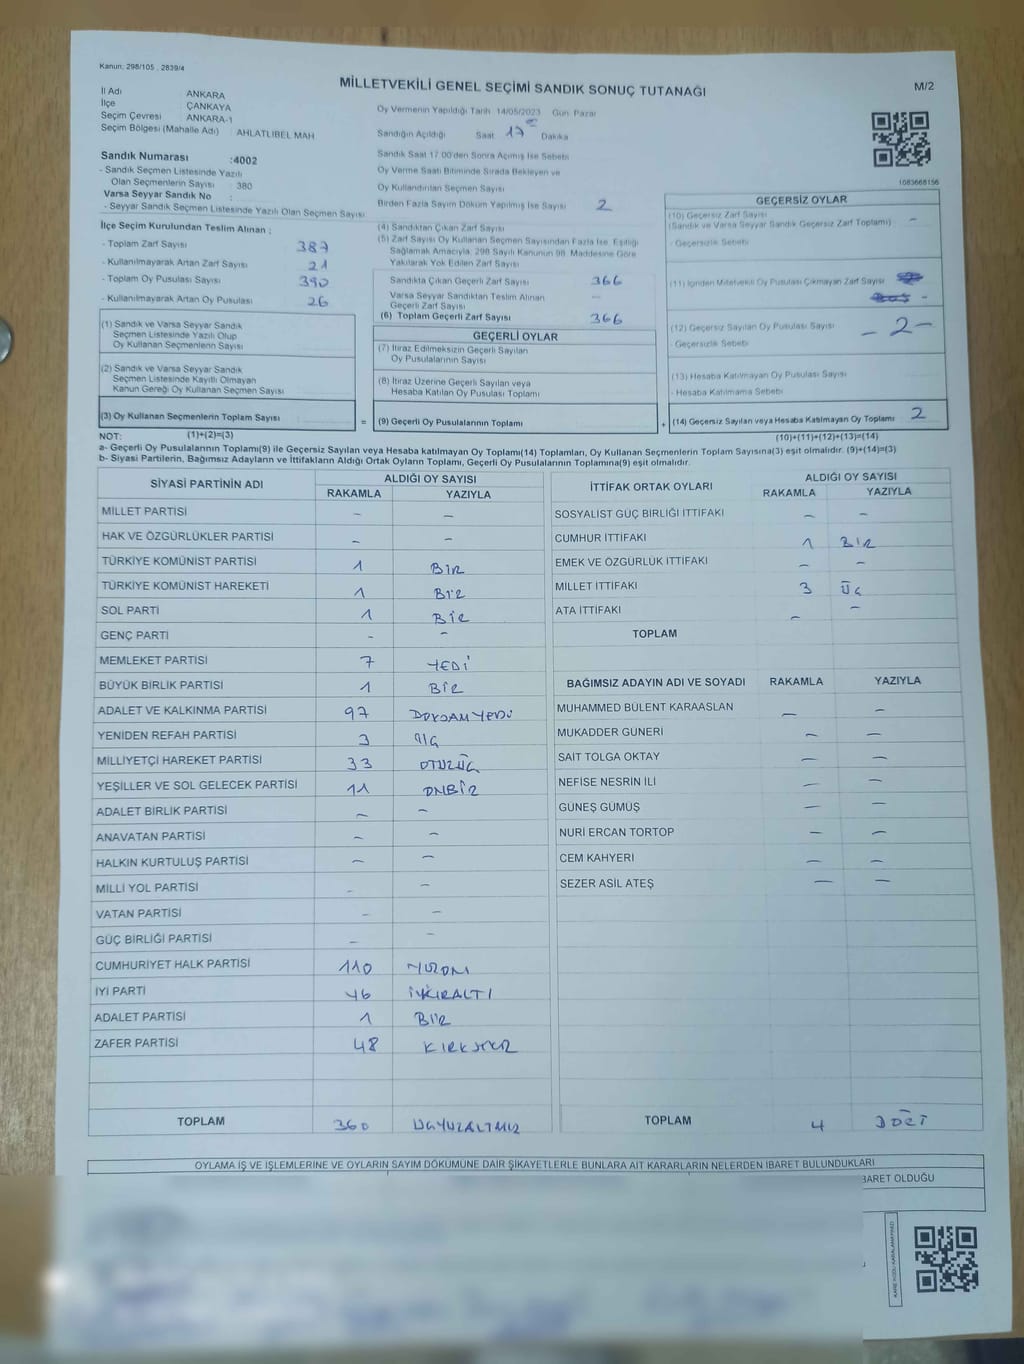 Kanun: 298/105 , 2839/4
MİLLETVEKİLİ GENEL SEÇİMİ SANDIK SONUÇ TUTANAĞI
M/2
İl Adı ANKARA
İlçe ÇANKAYA
Seçim Çevresi ANKARA-1
Seçim Bölgesi (Mahalle Adı) : AHLATLIBEL MAH
Oy Vermenin Yapıldığı Tarih 14/05/2023 Gün Pazar
Sandığın Açıldığı Saat 17 Dakika
Sandık Saat 17:00'den Sonra Açılmış İse Sebebi
Oy Verme Saati Bitiminde Sırada Bekleyen ve
Oy Kullandırılan Seçmen Sayısı
Birden Fazla Sayım Döküm Yapılmış İse Sayısı 2
1083668156
Sandık Numarası :4002
- Sandık Seçmen Listesinde Yazılı
Olan Seçmenlerin Sayısı : 380
Varsa Seyyar Sandık No :
- Seyyar Sandık Seçmen Listesinde Yazılı Olan Seçmen Sayısı
İlçe Seçim Kurulundan Teslim Alınan ;
- Toplam Zarf Sayısı 387
- Kullanılmayarak Artan Zarf Sayısı 21
- Toplam Oy Pusulası Sayısı 390
- Kullanılmayarak Artan Oy Pusulası 26
(4) Sandıktan Çıkan Zarf Sayısı
(5) Zarf Sayısı Oy Kullanan Seçmen Sayısından Fazla İse, Eşitliği
Sağlamak Amacıyla, 298 Sayılı Kanunun 98. Maddesine Göre
Yakılarak Yok Edilen Zarf Sayısı
Sandıkta Çıkan Geçerli Zarf Sayısı 366
Varsa Seyyar Sandıktan Teslim Alınan
Geçerli Zarf Sayısı –
(6) Toplam Geçerli Zarf Sayısı 366
GEÇERSİZ OYLAR
(10) Geçersiz Zarf Sayısı
(Sandık ve Varsa Seyyar Sandık Geçersiz Zarf Toplamı) –
- Geçersizlik Sebebi
(11) İçinden Milletvekili Oy Pusulası Çıkmayan Zarf Sayısı
–
(12) Geçersiz Sayılan Oy Pusulası Sayısı – 2 –
- Geçersizlik Sebebi
(13) Hesaba Katılmayan Oy Pusulası Sayısı
- Hesaba Katılmama Sebebi
(14) Geçersiz Sayılan veya Hesaba Katılmayan Oy Toplamı 2
(1) Sandık ve Varsa Seyyar Sandık
Seçmen Listesinde Yazılı Olup
Oy Kullanan Seçmenlerin Sayısı
(2) Sandık ve Varsa Seyyar Sandık
Seçmen Listesinde Kayıtlı Olmayan
Kanun Gereği Oy Kullanan Seçmen Sayısı
(3) Oy Kullanan Seçmenlerin Toplam Sayısı
=
GEÇERLİ OYLAR
(7) İtiraz Edilmeksizin Geçerli Sayılan
Oy Pusulalarının Sayısı
(8) İtiraz Üzerine Geçerli Sayılan veya
Hesaba Katılan Oy Pusulası Toplamı
(9) Geçerli Oy Pusulalarının Toplamı
+
NOT: (1)+(2)=(3)
(10)+(11)+(12)+(13)=(14)
a- Geçerli Oy Pusulalarının Toplamı(9) ile Geçersiz Sayılan veya Hesaba katılmayan Oy Toplamı(14) Toplamları, Oy Kullanan Seçmenlerin Toplam Sayısına(3) eşit olmalıdır. (9)+(14)=(3)
b- Siyasi Partilerin, Bağımsız Adayların ve İttifakların Aldığı Ortak Oyların Toplamı, Geçerli Oy Pusulalarının Toplamına(9) eşit olmalıdır.
SİYASİ PARTİNİN ADI
ALDIĞI OY SAYISI
RAKAMLA YAZIYLA
MİLLET PARTİSİ – –
HAK VE ÖZGÜRLÜKLER PARTİSİ – –
TÜRKİYE KOMÜNİST PARTİSİ 1 BİR
TÜRKİYE KOMÜNİST HAREKETİ 1 BİR
SOL PARTİ 1 BİR
GENÇ PARTİ – –
MEMLEKET PARTİSİ 7 YEDİ
BÜYÜK BİRLİK PARTİSİ 1 BİR
ADALET VE KALKINMA PARTİSİ 97 DOKSANYEDİ
YENİDEN REFAH PARTİSİ 3 ÜÇ
MİLLİYETÇİ HAREKET PARTİSİ 33 OTUZÜÇ
YEŞİLLER VE SOL GELECEK PARTİSİ 11 ONBİR
ADALET BİRLİK PARTİSİ – –
ANAVATAN PARTİSİ – –
HALKIN KURTULUŞ PARTİSİ – –
MİLLİ YOL PARTİSİ – –
VATAN PARTİSİ – –
GÜÇ BİRLİĞİ PARTİSİ – –
CUMHURİYET HALK PARTİSİ 110 YÜZON
İYİ PARTİ 46
ADALET PARTİSİ 1 BİR
ZAFER PARTİSİ 48 KIRKSEKİZ
TOPLAM 360 ÜÇYÜZALTMIŞ
İTTİFAK ORTAK OYLARI
ALDIĞI OY SAYISI
RAKAMLA YAZIYLA
SOSYALİST GÜÇ BİRLİĞİ İTTİFAKI – –
CUMHUR İTTİFAKI 1 BİR
EMEK VE ÖZGÜRLÜK İTTİFAKI – –
MİLLET İTTİFAKI 3 ÜÇ
ATA İTTİFAKI – –
TOPLAM
BAĞIMSIZ ADAYIN ADI VE SOYADI RAKAMLA YAZIYLA
MUHAMMED BÜLENT KARAASLAN – –
MUKADDER GÜNERİ – –
SAİT TOLGA OKTAY – –
NEFİSE NESRİN İLİ – –
GÜNEŞ GÜMÜŞ – –
NURİ ERCAN TORTOP – –
CEM KAHYERİ – –
SEZER ASİL ATEŞ – –
TOPLAM 4 DÖRT
OYLAMA İŞ VE İŞLEMLERİNE VE OYLARIN SAYIM DÖKÜMÜNE DAİR ŞİKAYETLERLE BUNLARA AİT KARARLARIN NELERDEN İBARET BULUNDUKLARI
BARET OLDUĞU
KARE KODU KARALAMAYINIZ